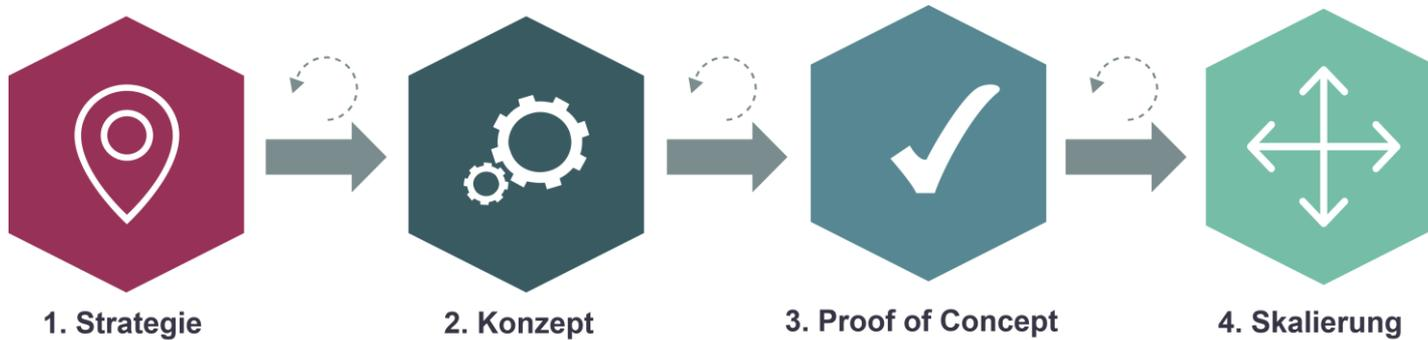 1. Strategie
2. Konzept
3. Proof of Concept
4. Skalierung